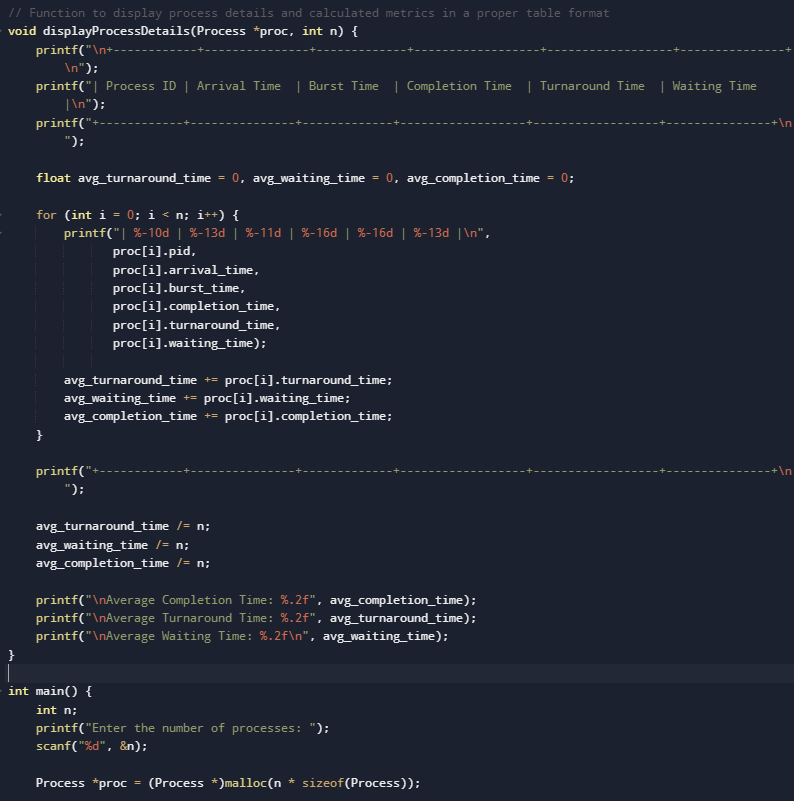 // Function to display process details and calculated metrics in a proper table format
void displayProcessDetails(Process *proc, int n) {
    printf("\n+------------+---------------+-------------+------------------+------------------+---------------+
        \n");
    printf("| Process ID | Arrival Time  | Burst Time  | Completion Time  | Turnaround Time  | Waiting Time
        |\n");
    printf("+------------+---------------+-------------+------------------+------------------+---------------+\n
        ");
    float avg_turnaround_time = 0, avg_waiting_time = 0, avg_completion_time = 0;
    for (int i = 0; i < n; i++) {
        printf("| %-10d | %-13d | %-11d | %-16d | %-16d | %-13d |\n",
               proc[i].pid,
               proc[i].arrival_time,
               proc[i].burst_time,
               proc[i].completion_time,
               proc[i].turnaround_time,
               proc[i].waiting_time);
        avg_turnaround_time += proc[i].turnaround_time;
        avg_waiting_time += proc[i].waiting_time;
        avg_completion_time += proc[i].completion_time;
    }
    printf("+------------+---------------+-------------+------------------+------------------+---------------+\n
        ");
    avg_turnaround_time /= n;
    avg_waiting_time /= n;
    avg_completion_time /= n;
    printf("\nAverage Completion Time: %.2f", avg_completion_time);
    printf("\nAverage Turnaround Time: %.2f", avg_turnaround_time);
    printf("\nAverage Waiting Time: %.2f\n", avg_waiting_time);
}
int main() {
    int n;
    printf("Enter the number of processes: ");
    scanf("%d", &n);
    Process *proc = (Process *)malloc(n * sizeof(Process));